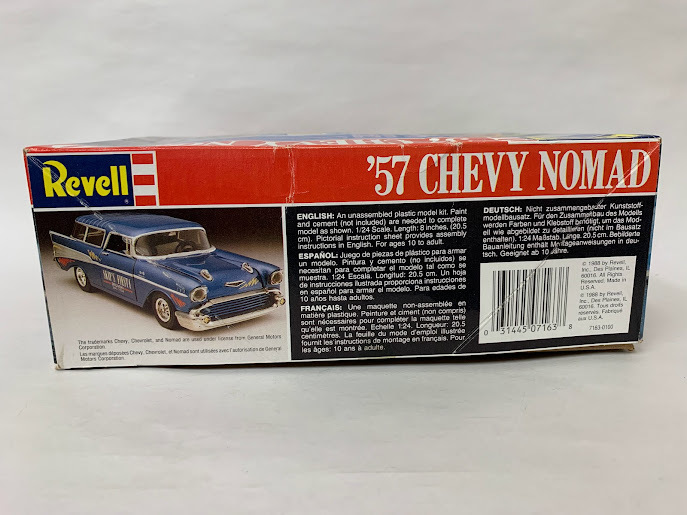 Revell®
'57 CHEVY NOMAD
The trademarks Chevy, Chevrolet, and Nomad are used under license from General Motors
Corporation.
Les marques déposées Chevy, Chevrolet, et Nomad sont utilisées avec l'autorisation de General
Motors Corporation.
ENGLISH: An unassembled plastic model kit. Paint
and cement (not included) are needed to complete
model as shown. 1/24 Scale. Length: 8 inches. (20.5
cm). Pictorial instruction sheet provides assembly
instructions in English. For ages 10 to adult.
ESPAÑOL: Juego de piezas de plástico para armar
un modelo. Pintura y cemento (no incluídos) se
necesitan para completar el modelo tal como se
muestra. 1:24 Escala. Longitud: 20.5 cm. Un hoja
de instrucciones ilustrada proporciona instrucciones
en español para armar el modelo. Para edades de
10 años hasta adultos.
FRANÇAIS: Une maquette non-assemblée en
matière plastique. Peinture et ciment (non compris)
sont nécessaires pour compléter la maquette telle
qu'elle est montrée. Echelle 1:24. Longueur: 20.5
centimètres. La feuille du mode d'emploi illustrée
fournit les instructions de montage en français. Pour
les âges: 10 ans à adulte.
DEUTSCH: Nicht zusammengebauter Kunststoff-
modellbausatz. Für den Zusammenbau des Modells
werden Farben und Klebstoff benötigt, um das Mod-
ell wie abgebildet zu detaillieren (nicht im Bausatz
enthalten). 1:24 Maßstab. Länge. 20.5 cm. Bebilderte
Bauanleitung enthält Montageanweisungen in deu-
tsch. Geeignet ab 10 Jahre.
© 1988 by Revell,
Inc., Des Plaines, IL
60016. All Rights
Reserved. Made in
U.S.A.
© 1988 by Revell,
Inc., Des Plaines, IL
60016. Tous droits
réservés. Fabriqué
aux U.S.A.
0 31445 07163 8
7163-0100